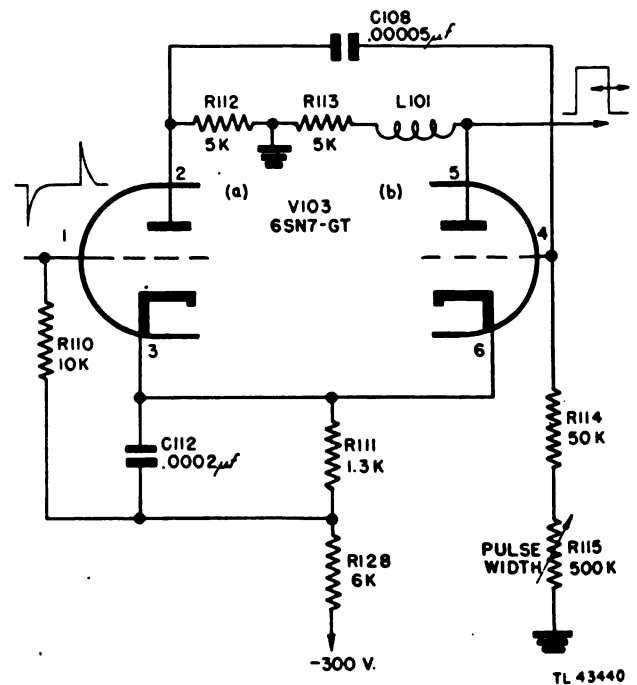 C108
.00005μf
R112
5K
R113
5K
L101
2
(a)
V103
6SN7-GT
(b)
5
1
4
3
6
R110
10K
C112
.0002μf
R111
1.3K
R114
50K
R128
6K
PULSE
WIDTH
R115
500K
-300 V.
TL 43440